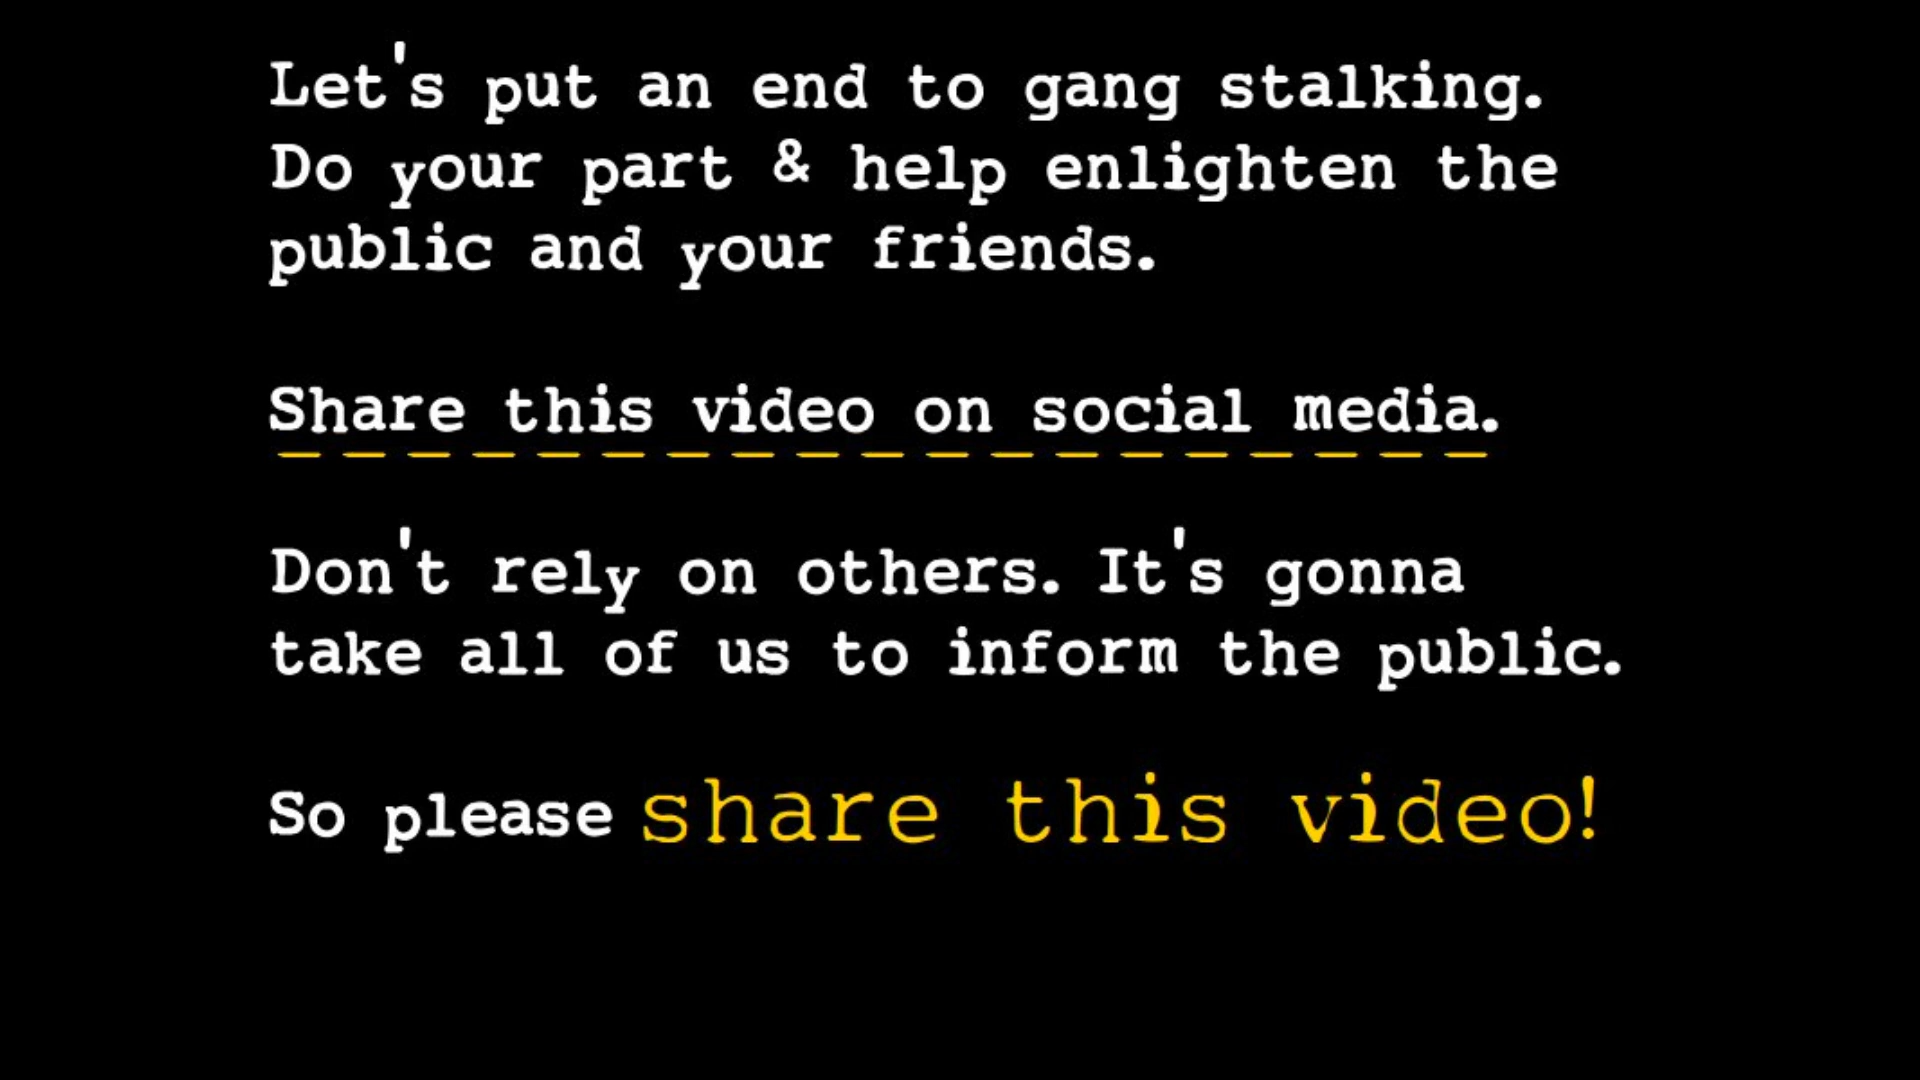 Let's put an end to gang stalking.
Do your part & help enlighten the
public and your friends.
Share this video on social media.
Don't rely on others. It's gonna
take all of us to inform the public.
So please share this video!